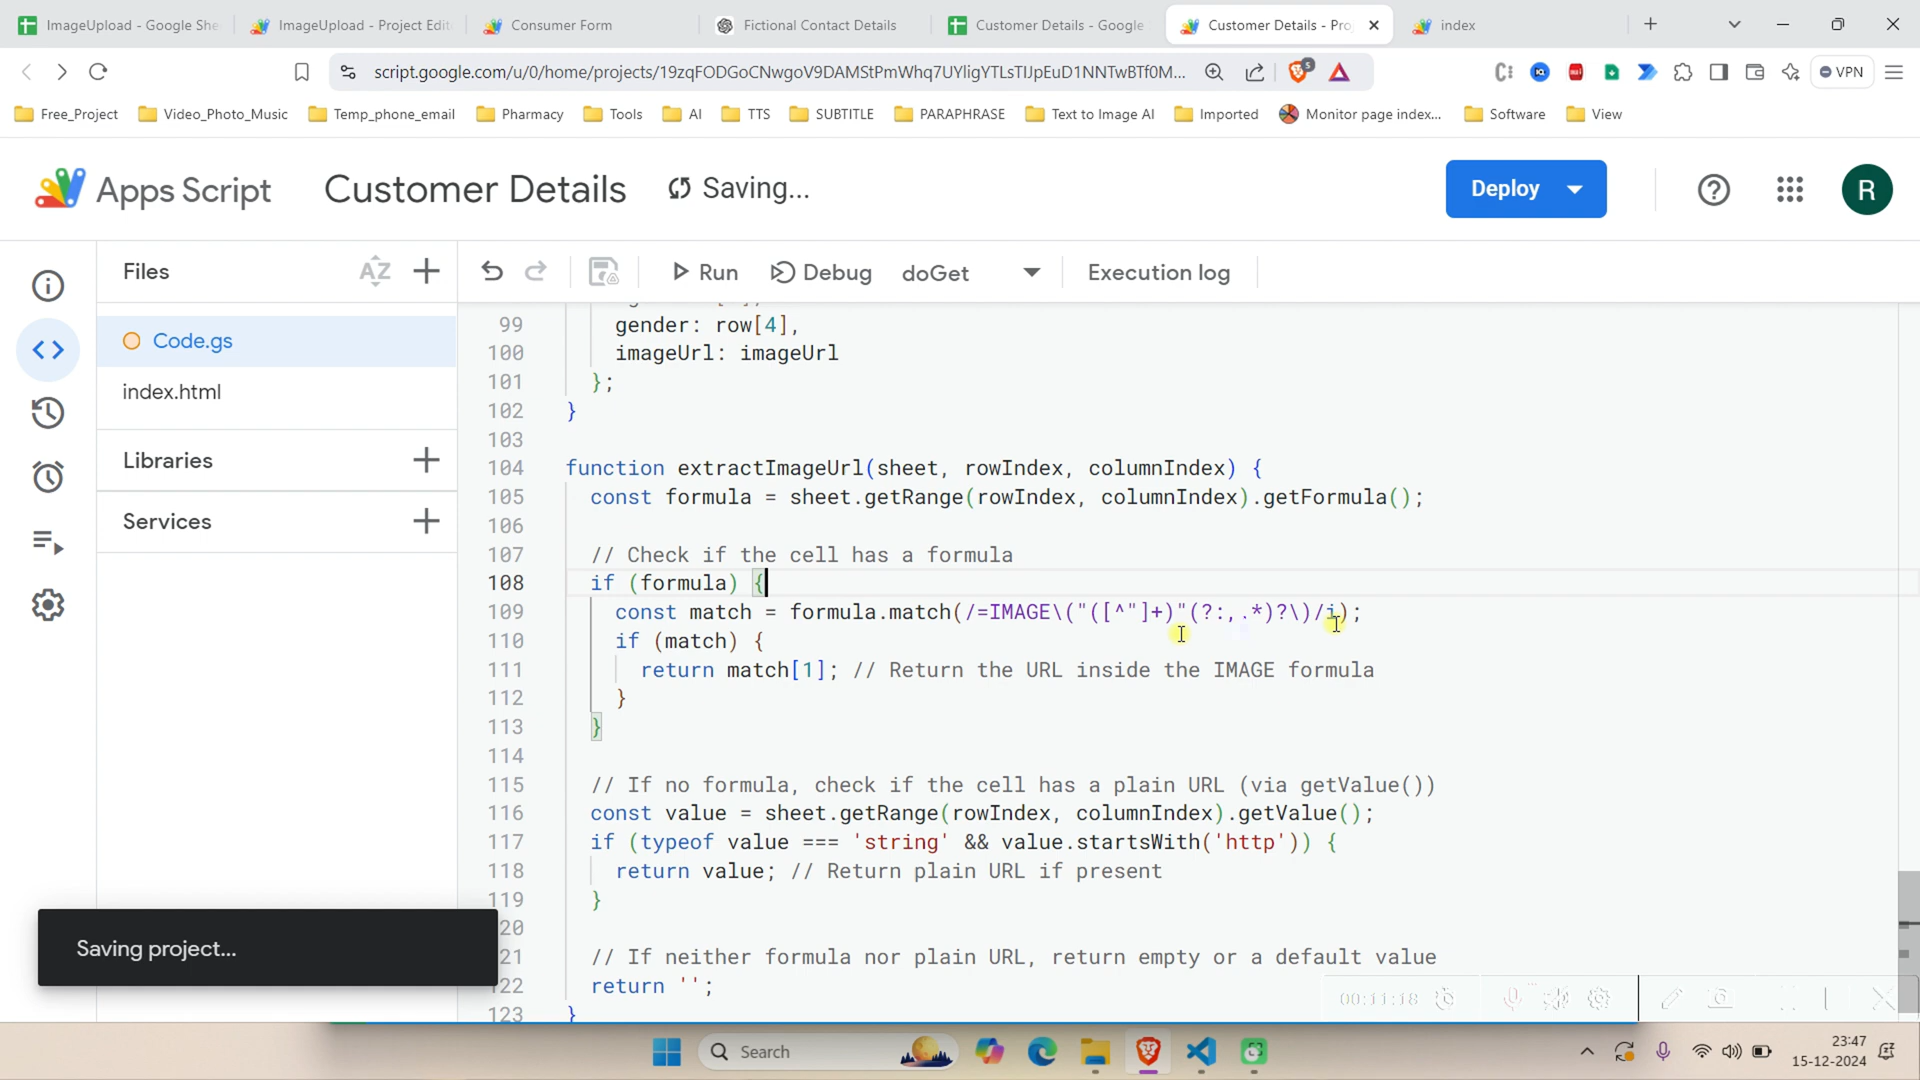 ImageUpload - Google She
ImageUpload - Project Edit
Consumer Form
Fictional Contact Details
Customer Details - Google
Customer Details - Pro
index
script.google.com/u/0/home/projects/19zqFODGoCNwgoV9DAMStPmWhq7UYligYTLsTIJpEuD1NNTwBTf0M...
5
VPN
Free_Project
Video_Photo_Music
Temp_phone_email
Pharmacy
Tools
AI
TTS
SUBTITLE
PARAPHRASE
Text to Image AI
Imported
Monitor page index...
Software
View
Apps Script
Customer Details
Saving...
Deploy
R
Files
AZ
Run
Debug
doGet
Execution log
Code.gs
index.html
Libraries
Services
99 gender: row[4],
100 imageUrl: imageUrl
101 };
102 }
103
104 function extractImageUrl(sheet, rowIndex, columnIndex) {
105 const formula = sheet.getRange(rowIndex, columnIndex).getFormula();
106
107 // Check if the cell has a formula
108 if (formula) {
109 const match = formula.match(/=IMAGE\("([^"]+)"(?:,.*)?\)/i);
110 if (match) {
111 return match[1]; // Return the URL inside the IMAGE formula
112 }
113 }
114
115 // If no formula, check if the cell has a plain URL (via getValue())
116 const value = sheet.getRange(rowIndex, columnIndex).getValue();
117 if (typeof value === 'string' && value.startsWith('http')) {
118 return value; // Return plain URL if present
119 }
20
21 // If neither formula nor plain URL, return empty or a default value
22 return '';
123 }
Saving project...
00:11:18
Search
23:47
15-12-2024